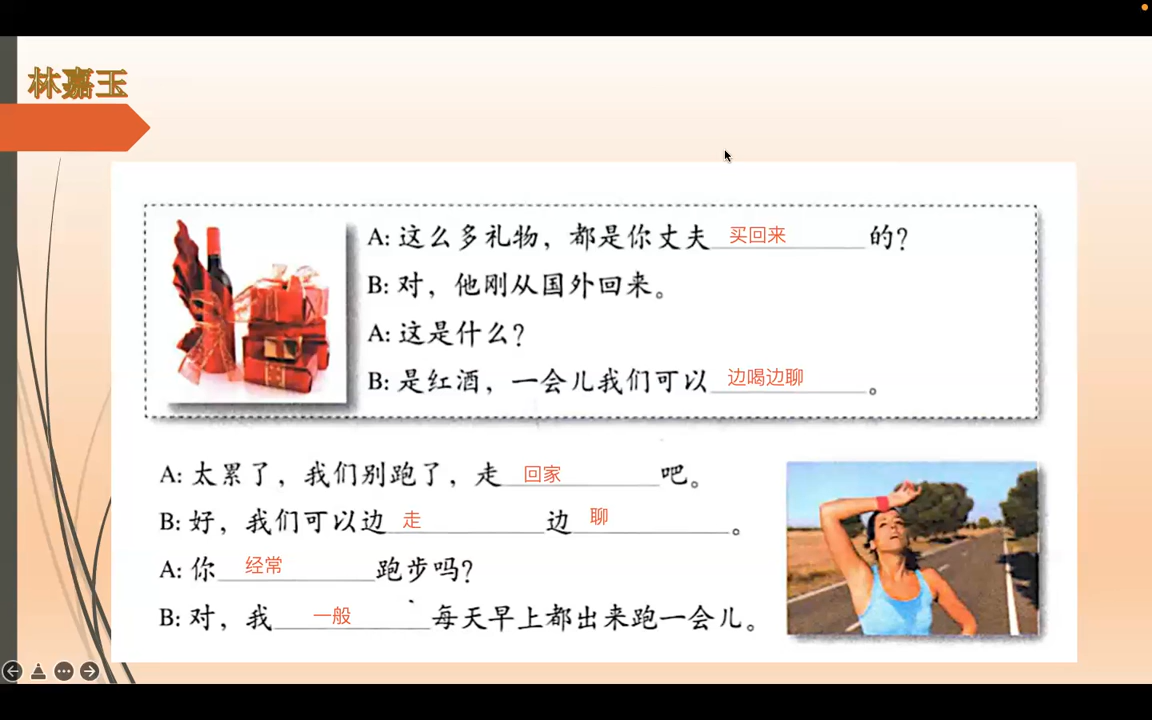 林嘉玉
A: 这么多礼物，都是你丈夫 买回来 的？
B: 对，他刚从国外回来。
A: 这是什么？
B: 是红酒，一会儿我们可以 边喝边聊 。
A: 太累了，我们别跑了，走 回家 吧。
B: 好，我们可以边 走 边 聊 。
A: 你 经常 跑步吗？
B: 对，我 一般 每天早上都出来跑一会儿。